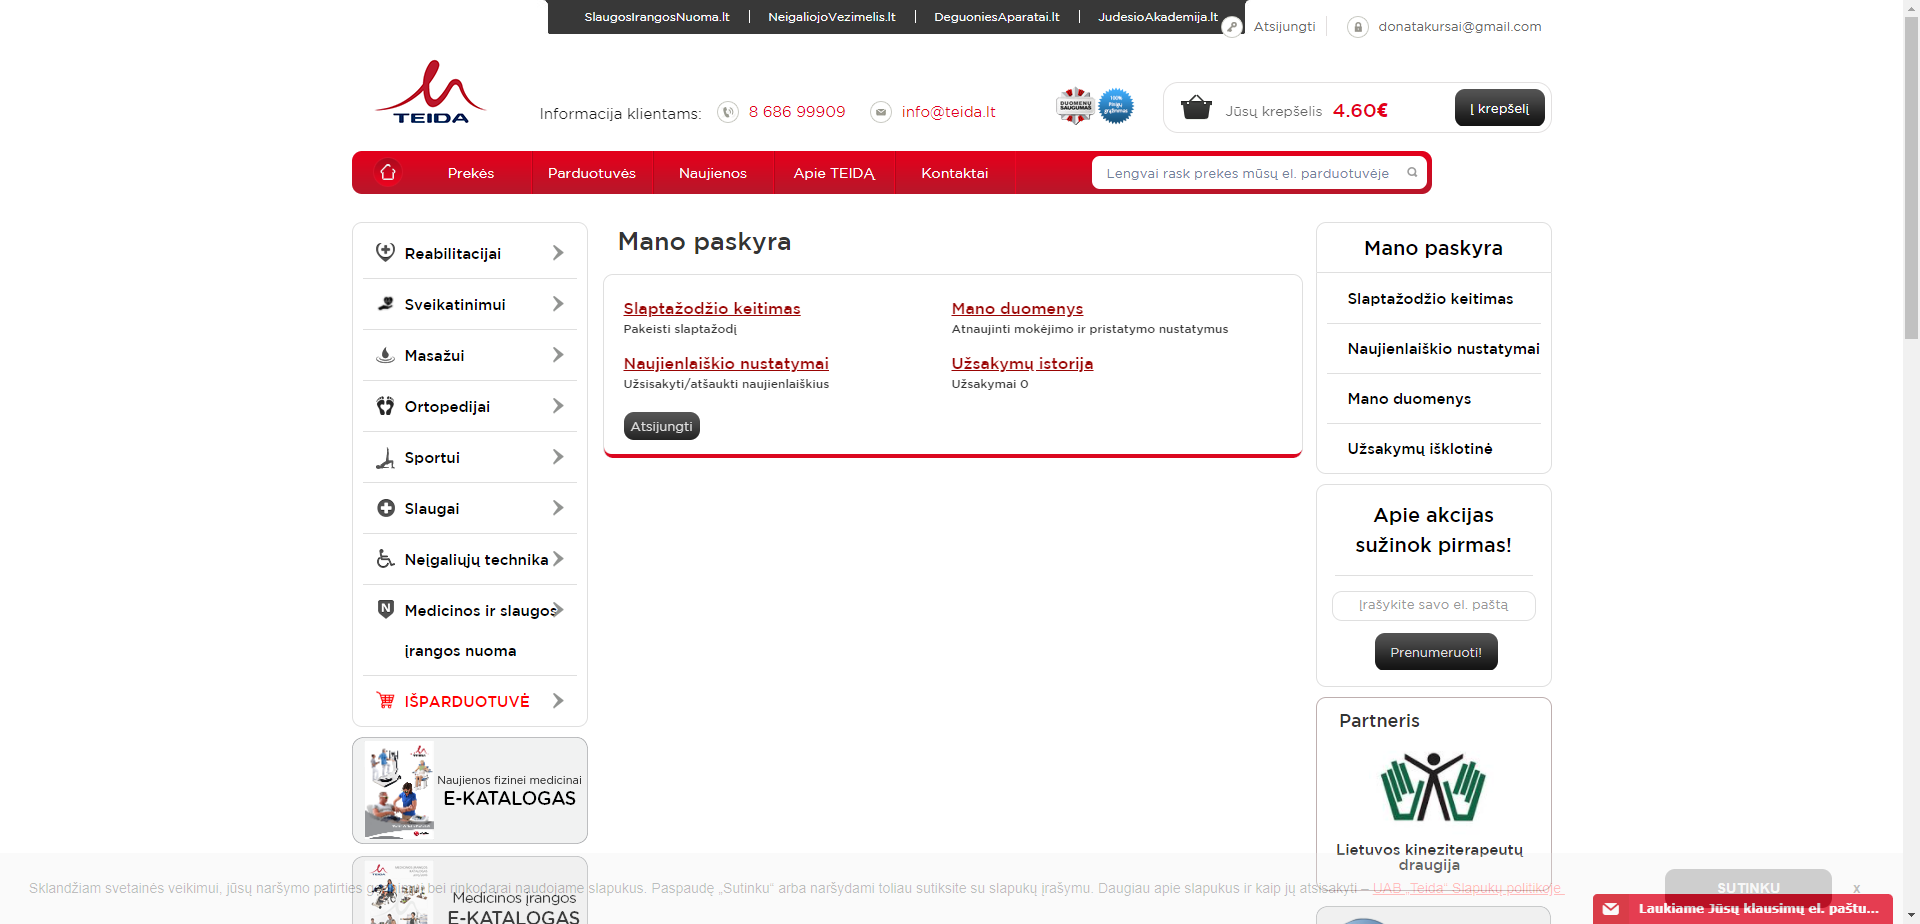 SlaugosIrangosNuoma.lt | NeigaliojoVezimelis.lt | DeguoniesAparatai.lt | JudesioAkademija.lt
Atsijungti
donatakursai@gmail.com
TEIDA
Informacija klientams:
8 686 99909
info@teida.lt
DUOMENŲ SAUGUMAS
100%
Jūsų krepšelis 4.60€
Į krepšelį
Prekės
Parduotuvės
Naujienos
Apie TEIDĄ
Kontaktai
Lengvai rask prekes mūsų el. parduotuvėje
Reabilitacijai
Sveikatinimui
Masažui
Ortopedijai
Sportui
Slaugai
Neįgaliųjų technika
N
Medicinos ir slaugos
įrangos nuoma
IŠPARDUOTUVĖ
TEIDA
Naujienos fizinei medicinai
E-KATALOGAS
TEIDA
Medicinos įrangos
E-KATALOGAS
Mano paskyra
Slaptažodžio keitimas
Pakeisti slaptažodį
Mano duomenys
Atnaujinti mokėjimo ir pristatymo nustatymus
Naujienlaiškio nustatymai
Užsisakyti/atšaukti naujienlaiškius
Užsakymų istorija
Užsakymai 0
Atsijungti
Mano paskyra
Slaptažodžio keitimas
Naujienlaiškio nustatymai
Mano duomenys
Užsakymų išklotinė
Apie akcijas
sužinok pirmas!
Įrašykite savo el. paštą
Prenumeruoti!
Partneris
Lietuvos kineziterapeutų
draugija
Sklandžiam svetainės veikimui, jūsų naršymo patirties gerinimui bei rinkodarai naudojame slapukus. Paspaudę „Sutinku“ arba naršydami toliau sutiksite su slapukų įrašymu. Daugiau apie slapukus ir kaip jų atsisakyti – UAB „Teida“ Slapukų politikoje.
SUTINKU
x
Laukiame Jūsų klausimų el. paštu...